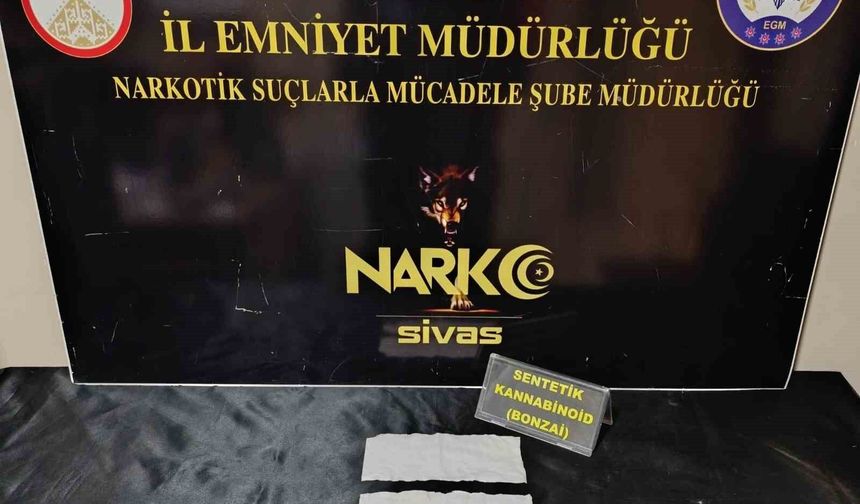 EGM
İL EMNİYET MÜDÜRLÜĞÜ
NARKOTİK SUÇLARLA MÜCADELE ŞUBE MÜDÜRLÜĞÜ
NARKO
sivas
SENTETİK
KANNABİNOİD
(BONZAİ)